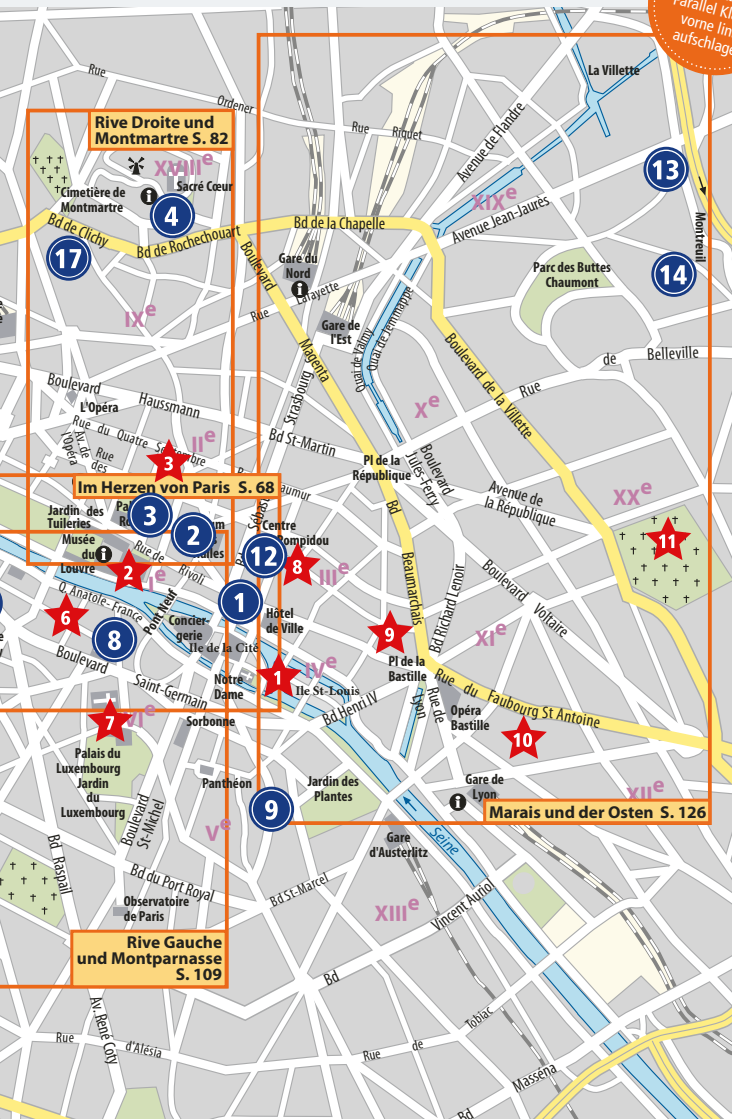 Parallel Kl
vorne lin
aufschlage
La Villette
Rue
Ordener
Rue
Riquet
Avenue de Flandre
Rive Droite und
Montmartre S. 82
XVIIIe
Sacré Cœur
Cimetière de
Montmartre
4
13
XIXe
Avenue Jean-Jaurès
Montreuil
Bd de Clichy
Bd de Rochechouart
Bd de la Chapelle
17
Boulevard
Gare du
Nord
Parc des Buttes
Chaumont
14
Rue
Lafayette
IXe
Gare de
l'Est
Quai de Valmy
Quai de Jemmappe
Magenta
Boulevard de la Villette
de
Belleville
Rue
Boulevard
Haussmann
L'Opéra
Strasbourg
Xe
Rue du Quatre Septembre
Av. de
l'Opéra
Rue
des
IIe
3
Bd St-Martin
Pl de la
République
Boulevard
Jules-Ferry
Avenue de
la République
XXe
Im Herzen von Paris S. 68
Jardin des
Tuileries
3
2
Bd
11
Musée
du
Louvre
2
Ie
Rue de
Rivoli
Centre
Pompidou
12
8
IIIe
Beaumarchais
Bd Richard Lenoir
Boulevard
Voltaire
Q. Anatole-France
6
8
Pont Neuf
Concier-
gerie
1
Hôtel
de Ville
Ile de la Cité
9
XIe
Boulevard
Saint-Germain
Notre
Dame
1
IVe
Ile St-Louis
Pl de la
Bastille
Rue du Faubourg St Antoine
Bd Henri IV
Lyon
Rue de
Opéra
Bastille
10
7
VIe
Sorbonne
Palais du
Luxembourg
Jardin
du
Luxembourg
Panthéon
Jardin des
Plantes
Gare de
Lyon
XIIe
Marais und der Osten S. 126
9
Boulevard
St-Michel
Ve
Gare
d'Austerlitz
Seine
Bd Raspail
Bd du Port Royal
Bd St-Marcel
Observatoire
de Paris
XIIIe
Vincent Auriol
Rive Gauche
und Montparnasse
S. 109
Bd
Av. René Coty
Tobiac
Rue
d'Alésia
Rue
de
Masséna
Bd